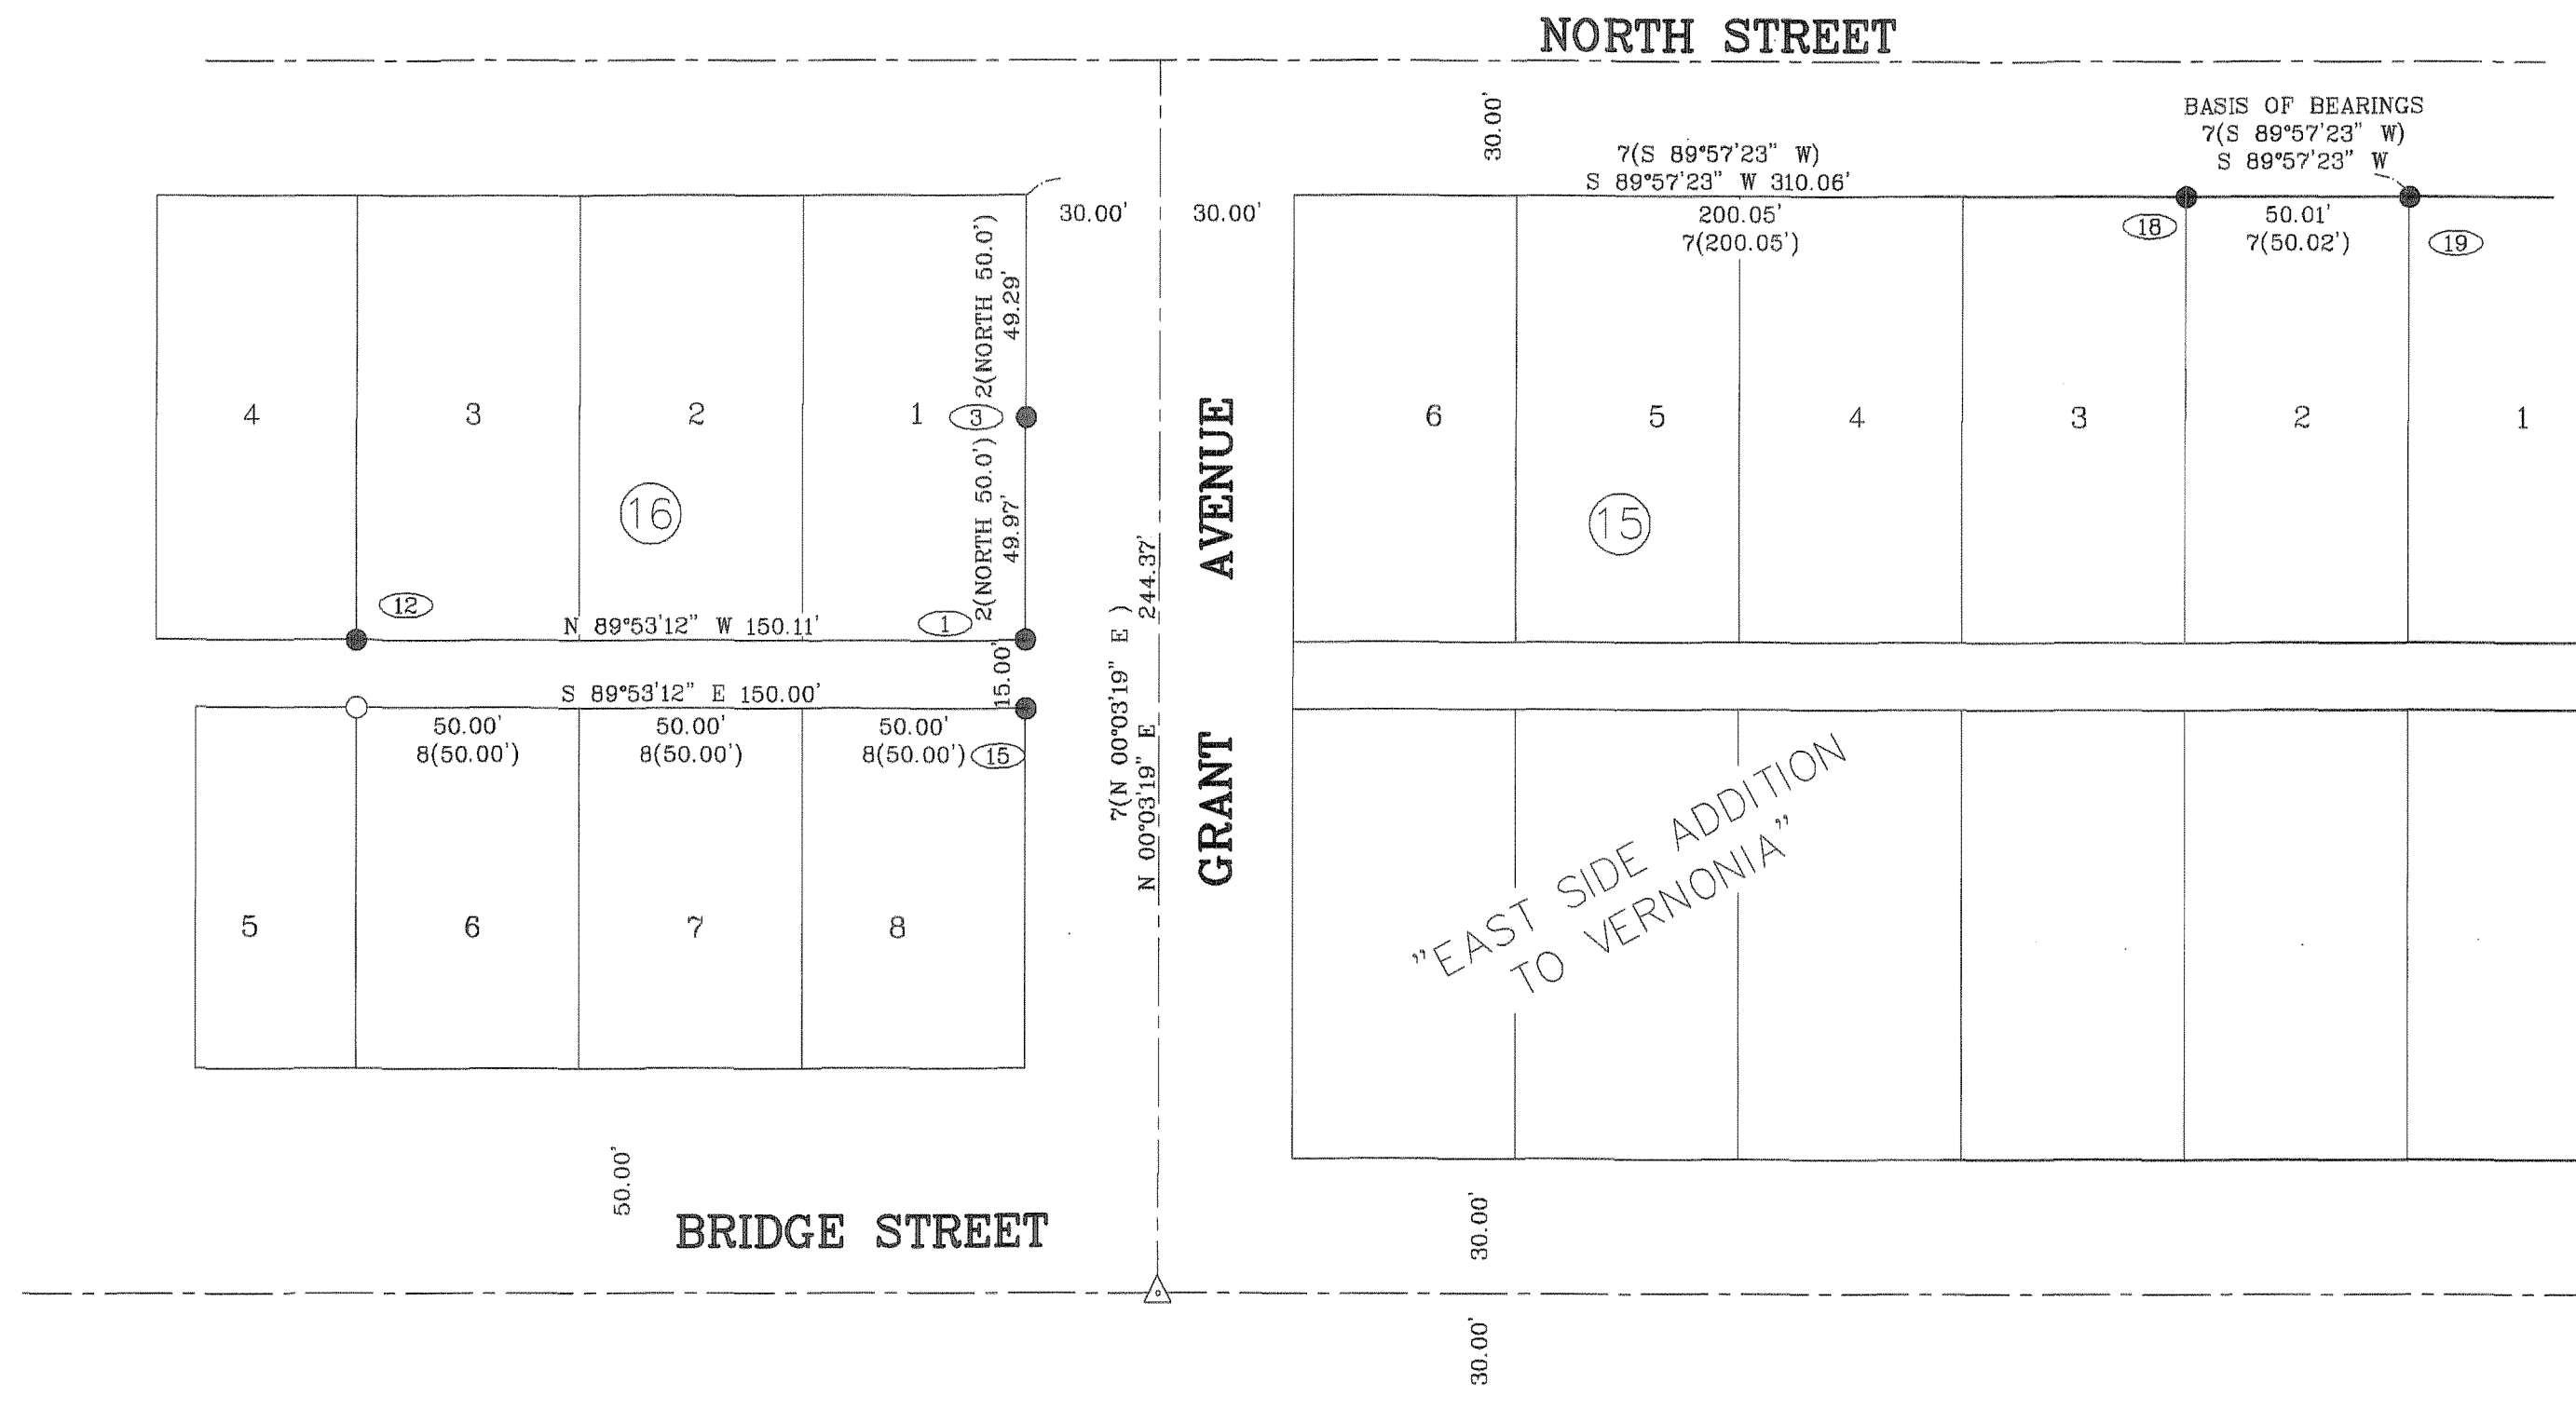 NORTH STREET
30.00'
BASIS OF BEARINGS
7(S 89°57'23" W)
S 89°57'23" W
7(S 89°57'23" W)
S 89°57'23" W 310.06'
30.00'
30.00'
200.05'
7(200.05')
18
50.01'
7(50.02')
19
2(NORTH 50.0')
49.29'
4
3
2
1
3
6
5
4
3
2
1
2(NORTH 50.0')
49.97'
16
15
12
N 89°53'12" W 150.11'
1
15.00'
S 89°53'12" E 150.00'
50.00'
8(50.00')
50.00'
8(50.00')
50.00'
8(50.00')
15
7(N 00°03'19" E )
N 00°03'19" E 244.37'
GRANT AVENUE
5
6
7
8
"EAST SIDE ADDITION
TO VERNONIA"
50.00'
BRIDGE STREET
30.00'
30.00'